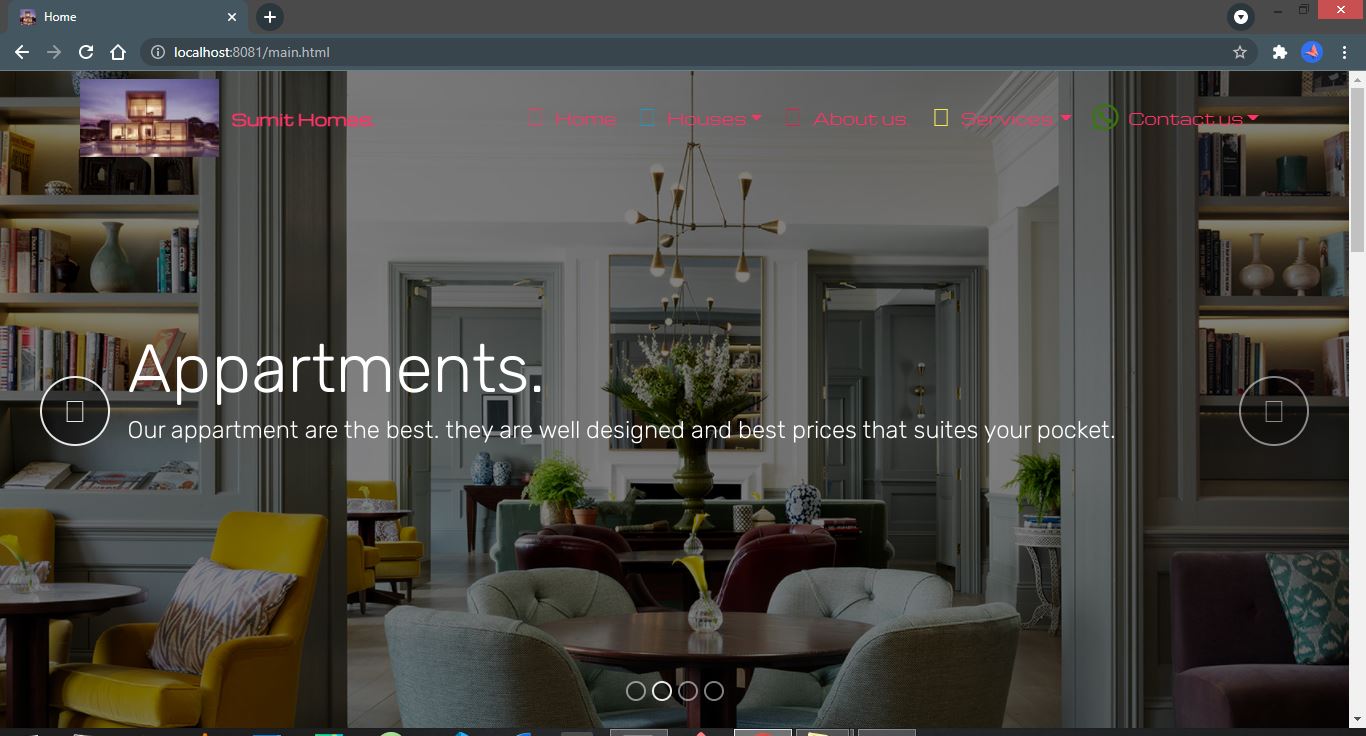 Home
localhost:8081/main.html
Sumit Homes.
Home
Houses
About us.
Services
Contact us
Appartments.
Our appartment are the best. they are well designed and best prices that suites your pocket.